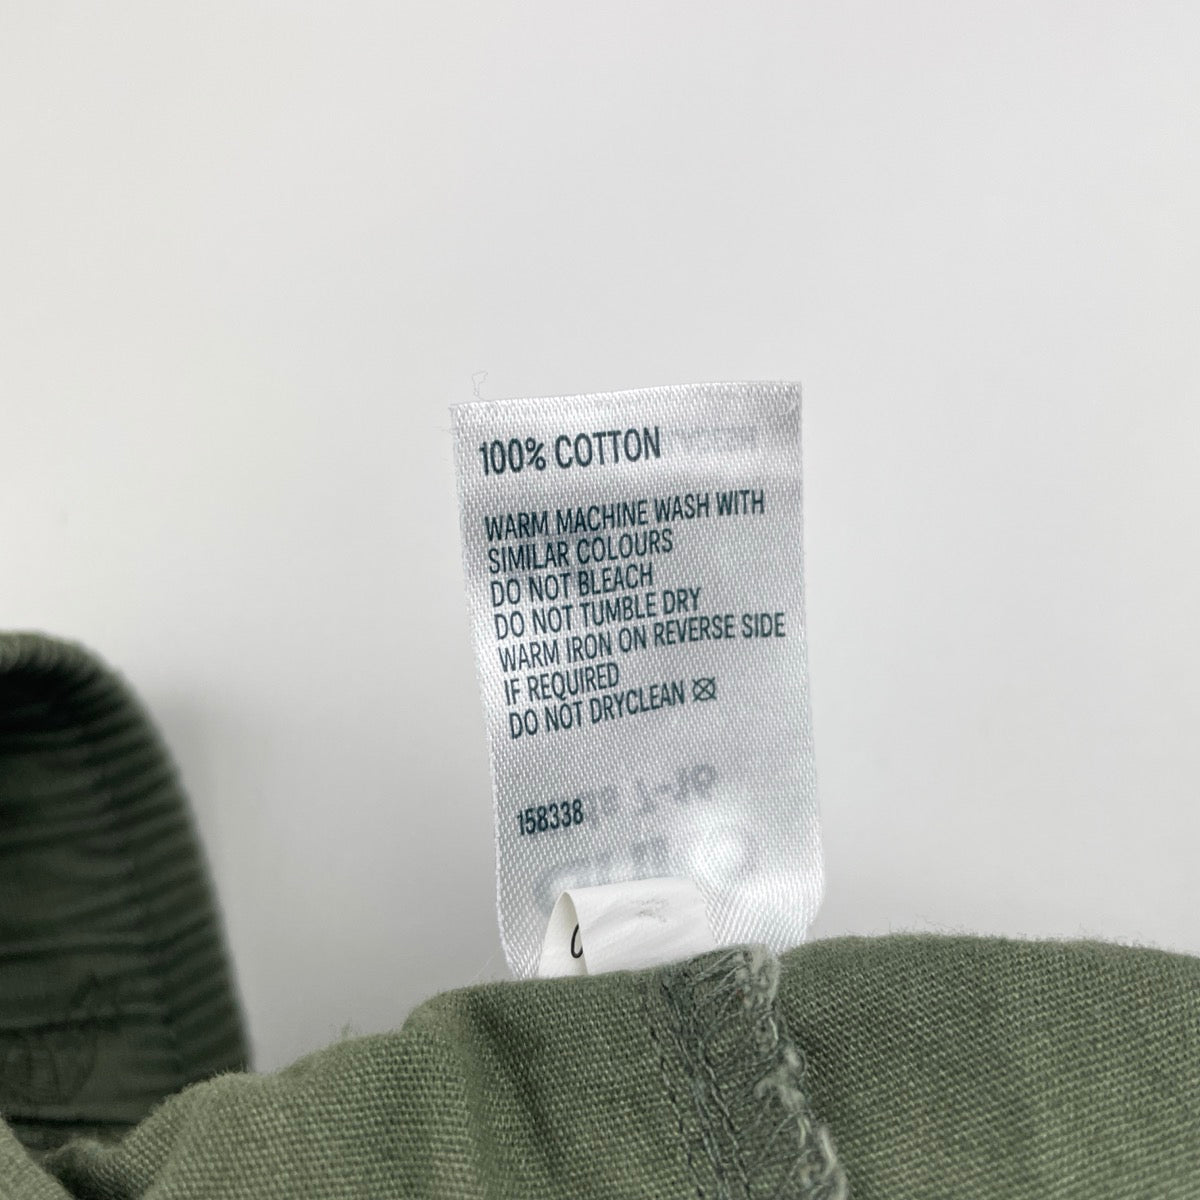 100% COTTON
WARM MACHINE WASH WITH
SIMILAR COLOURS
DO NOT BLEACH
DO NOT TUMBLE DRY
WARM IRON ON REVERSE SIDE
IF REQUIRED
DO NOT DRYCLEAN
158338